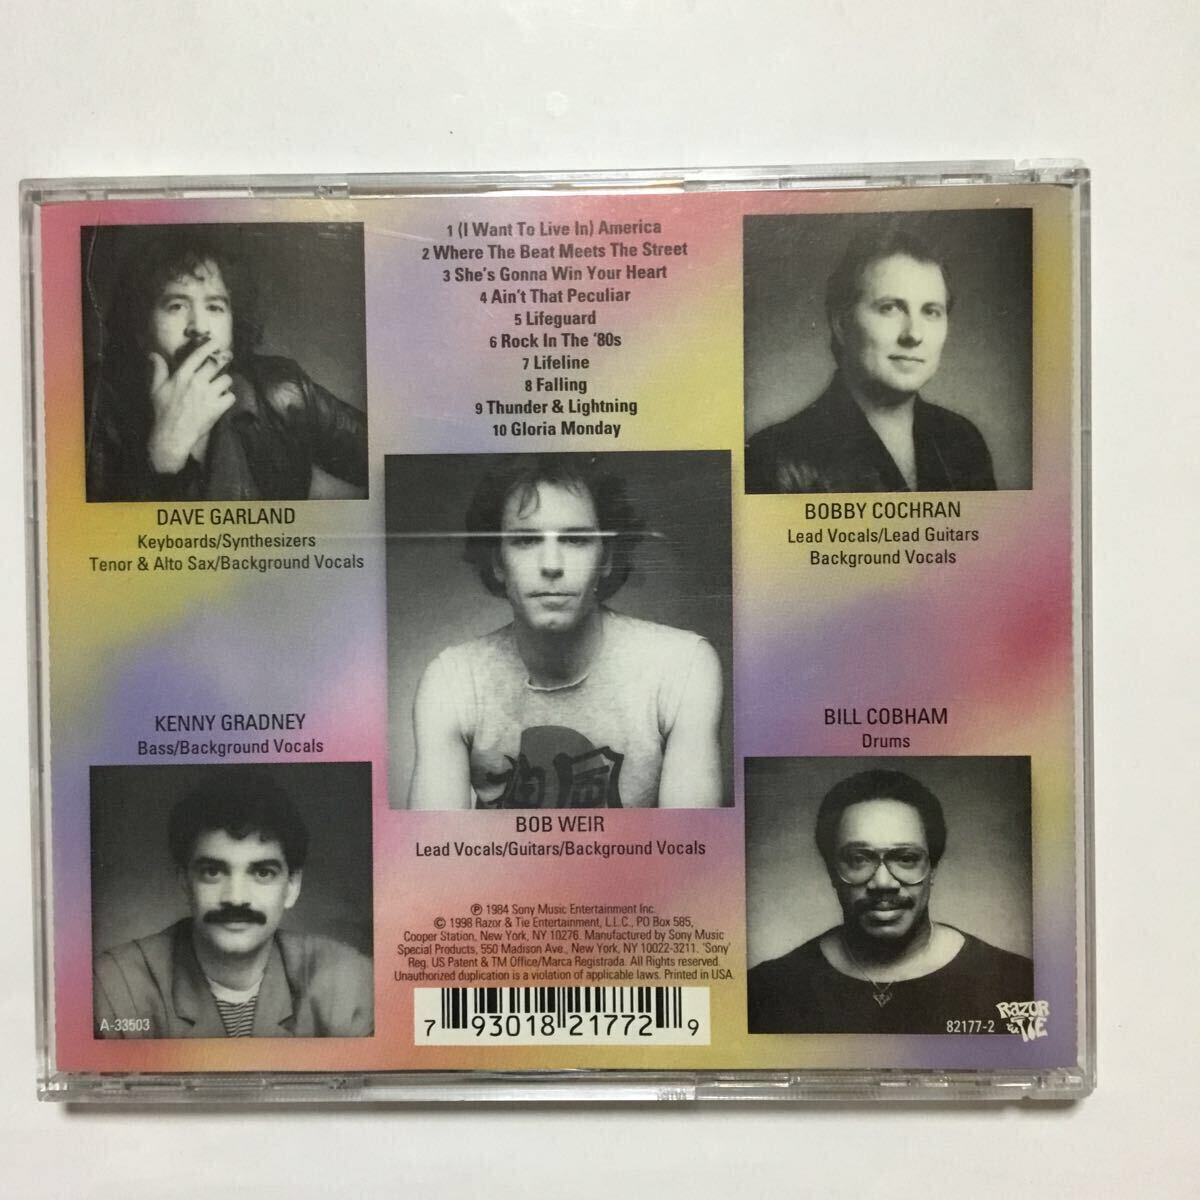 1 (I Want To Live In) America
2 Where The Beat Meets The Street
3 She's Gonna Win Your Heart
4 Ain't That Peculiar
5 Lifeguard
6 Rock In The '80s
7 Lifeline
8 Falling
9 Thunder & Lightning
10 Gloria Monday
DAVE GARLAND
Keyboards/Synthesizers
Tenor & Alto Sax/Background Vocals
BOBBY COCHRAN
Lead Vocals/Lead Guitars
Background Vocals
神風
BOB WEIR
Lead Vocals/Guitars/Background Vocals
KENNY GRADNEY
Bass/Background Vocals
BILL COBHAM
Drums
℗ 1984 Sony Music Entertainment Inc.
© 1998 Razor & Tie Entertainment, L.L.C., PO Box 585,
Cooper Station, New York, NY 10276. Manufactured by Sony Music
Special Products, 550 Madison Ave., New York, NY 10022-3211. 'Sony'
Reg. US Patent & TM Office/Marca Registrada. All Rights reserved.
Unauthorized duplication is a violation of applicable laws. Printed in USA
7 93018 21772 9
A-33503
82177-2
RAZOR
& TIE